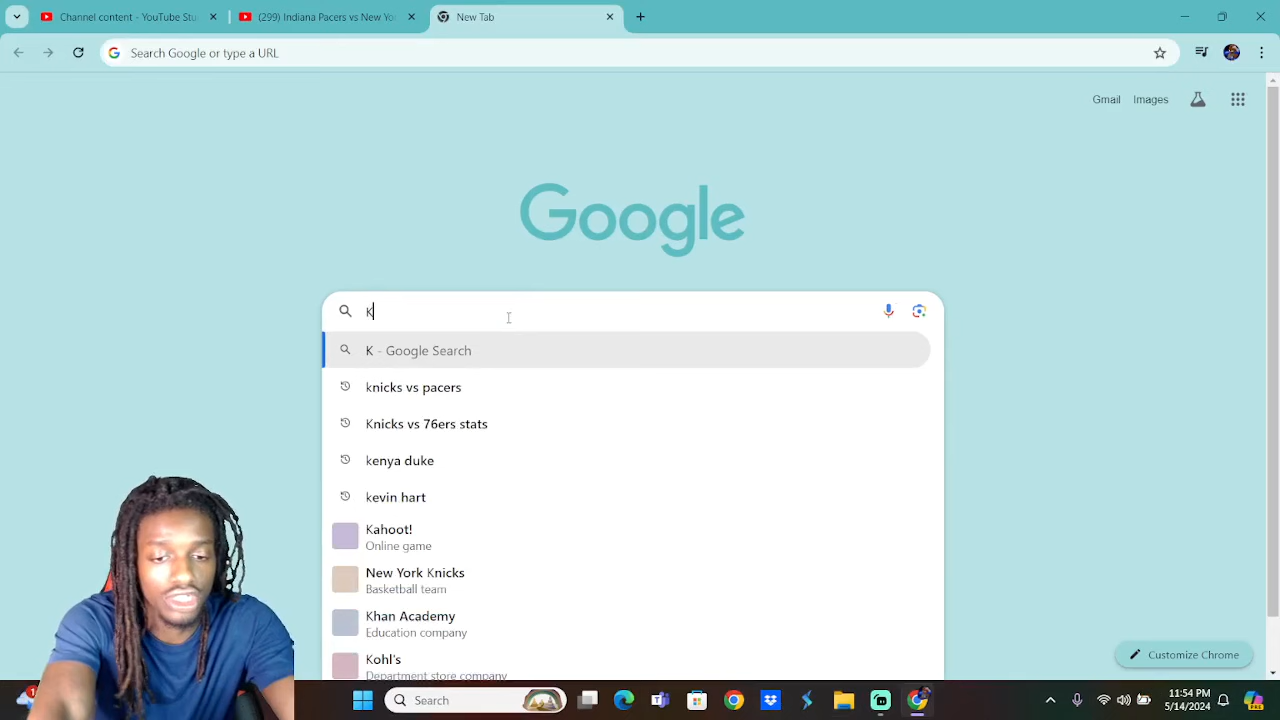 Channel content - YouTube Stu
(299) Indiana Pacers vs New Yo
New Tab
Search Google or type a URL
Gmail
Images
Google
K
K - Google Search
knicks vs pacers
Knicks vs 76ers stats
kenya duke
kevin hart
Kahoot!
Online game
New York Knicks
Basketball team
Khan Academy
Education company
Kohl's
Department store company
Customize Chrome
1
Search
11:54 PM
5/14/2024